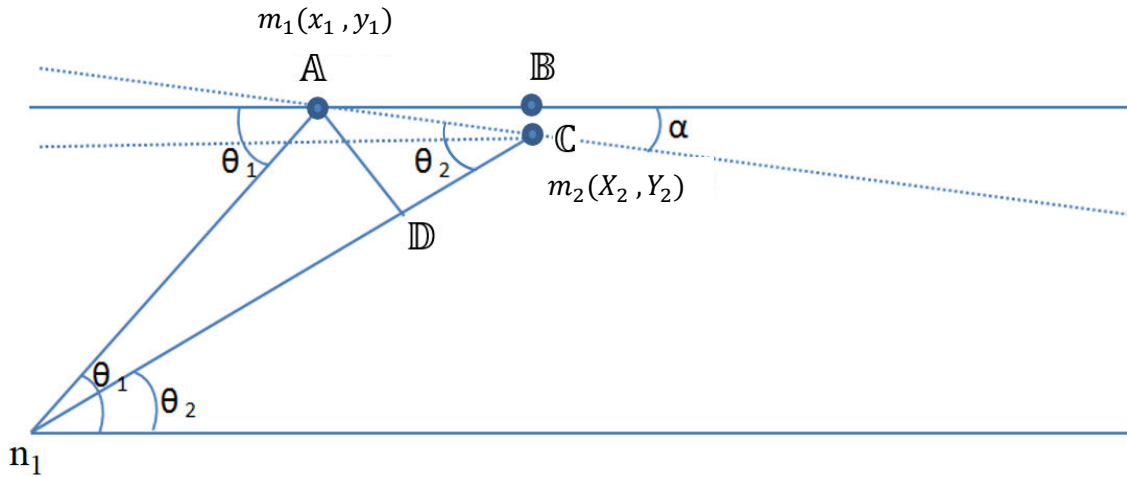 m₁(x₁ , y₁)
𝔸
𝔹
α
ℂ
θ₁
θ₂
m₂(X₂ , Y₂)
𝔻
θ₁
θ₂
n₁